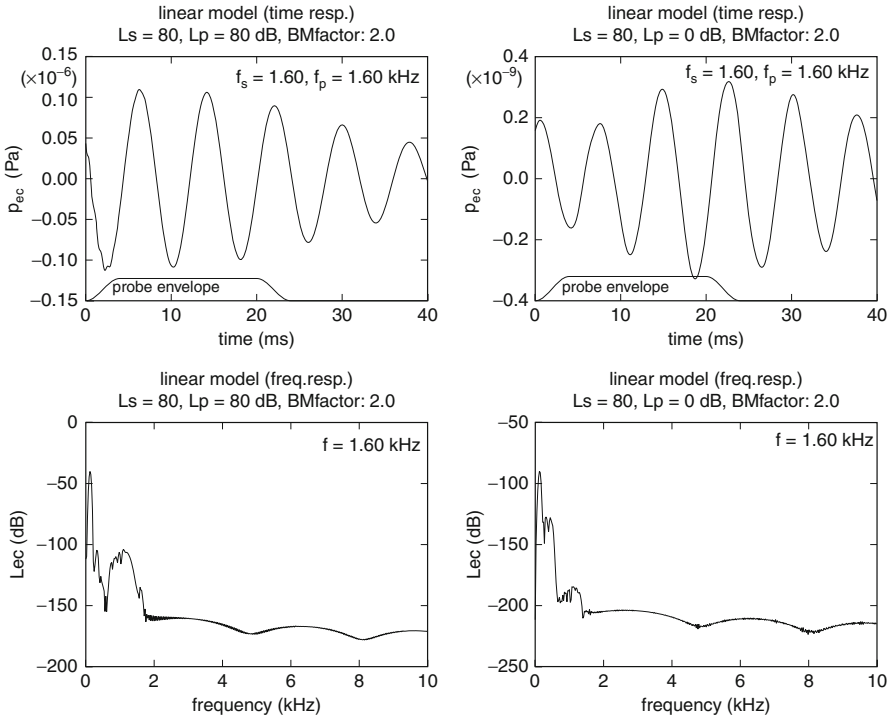 linear model (time resp.)
Ls = 80, Lp = 80 dB, BMfactor: 2.0
0.15
(×10⁻⁶)
f_s = 1.60, f_p = 1.60 kHz
0.10
0.05
0.00
−0.05
−0.10
−0.15
p_ec (Pa)
probe envelope
0
10
20
30
40
time (ms)
linear model (time resp.)
Ls = 80, Lp = 0 dB, BMfactor: 2.0
0.4
(×10⁻⁹)
f_s = 1.60, f_p = 1.60 kHz
0.2
0.0
−0.2
−0.4
p_ec (Pa)
probe envelope
0
10
20
30
40
time (ms)
linear model (freq.resp.)
Ls = 80, Lp = 80 dB, BMfactor: 2.0
0
f = 1.60 kHz
−50
−100
−150
−200
Lec (dB)
0
2
4
6
8
10
frequency (kHz)
linear model (freq.resp.)
Ls = 80, Lp = 0 dB, BMfactor: 2.0
−50
f = 1.60 kHz
−100
−150
−200
−250
Lec (dB)
0
2
4
6
8
10
frequency (kHz)